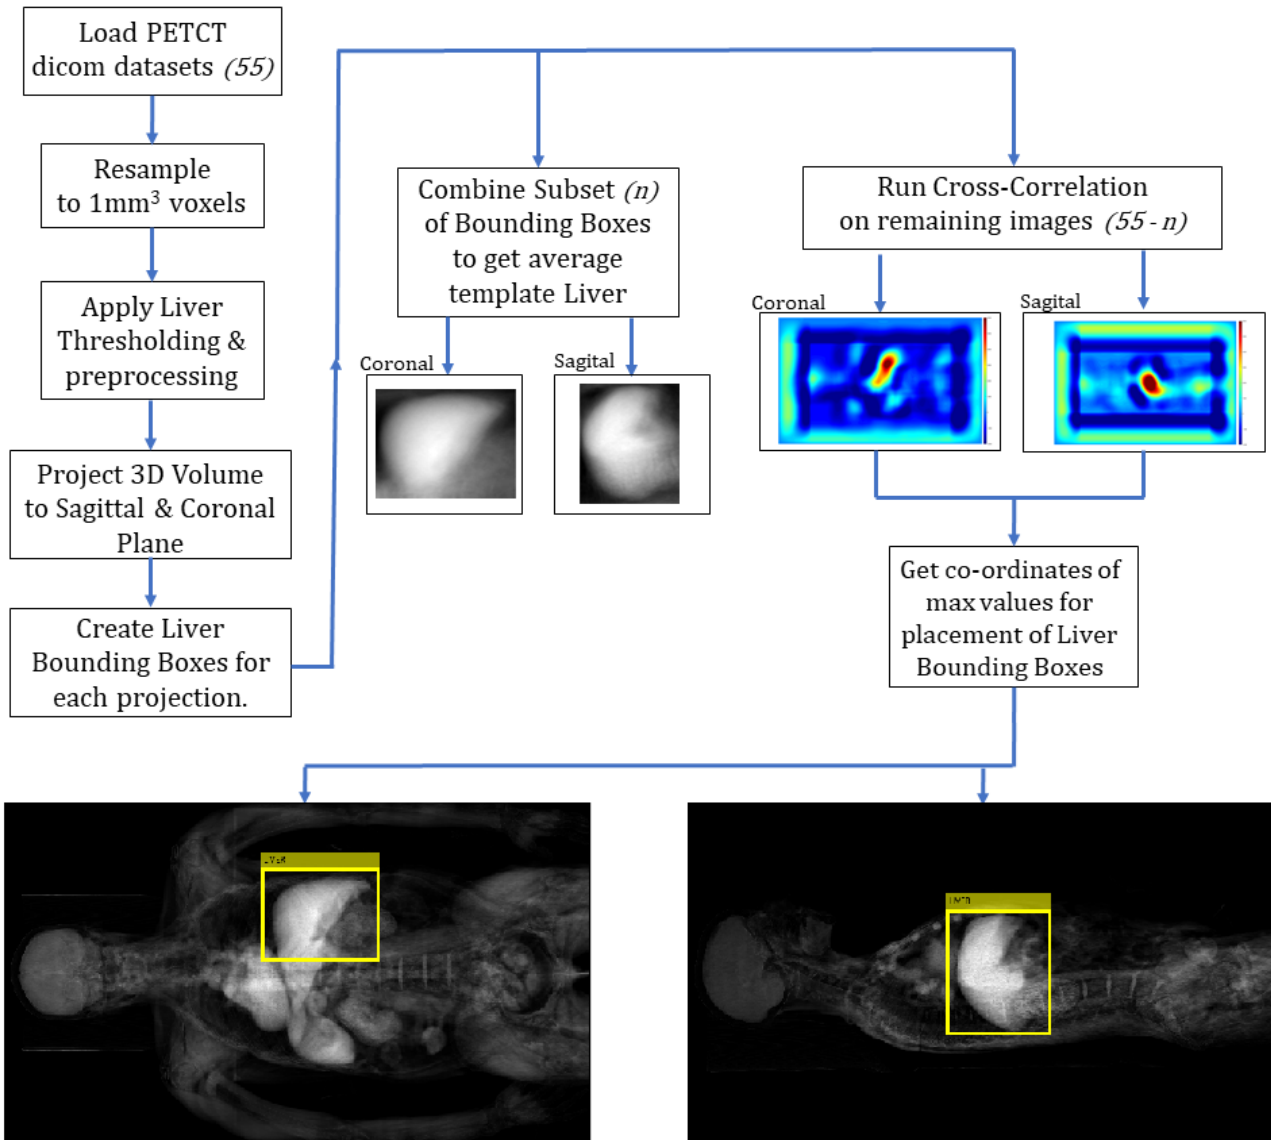 Load PETCT
dicom datasets (55)
Resample
to 1mm³ voxels
Apply Liver
Thresholding &
preprocessing
Project 3D Volume
to Sagittal & Coronal
Plane
Create Liver
Bounding Boxes for
each projection.
Combine Subset (n)
of Bounding Boxes
to get average
template Liver
Coronal
Sagital
Run Cross-Correlation
on remaining images (55 - n)
Coronal
Sagital
Get co-ordinates of
max values for
placement of Liver
Bounding Boxes
LIVER
LIVER